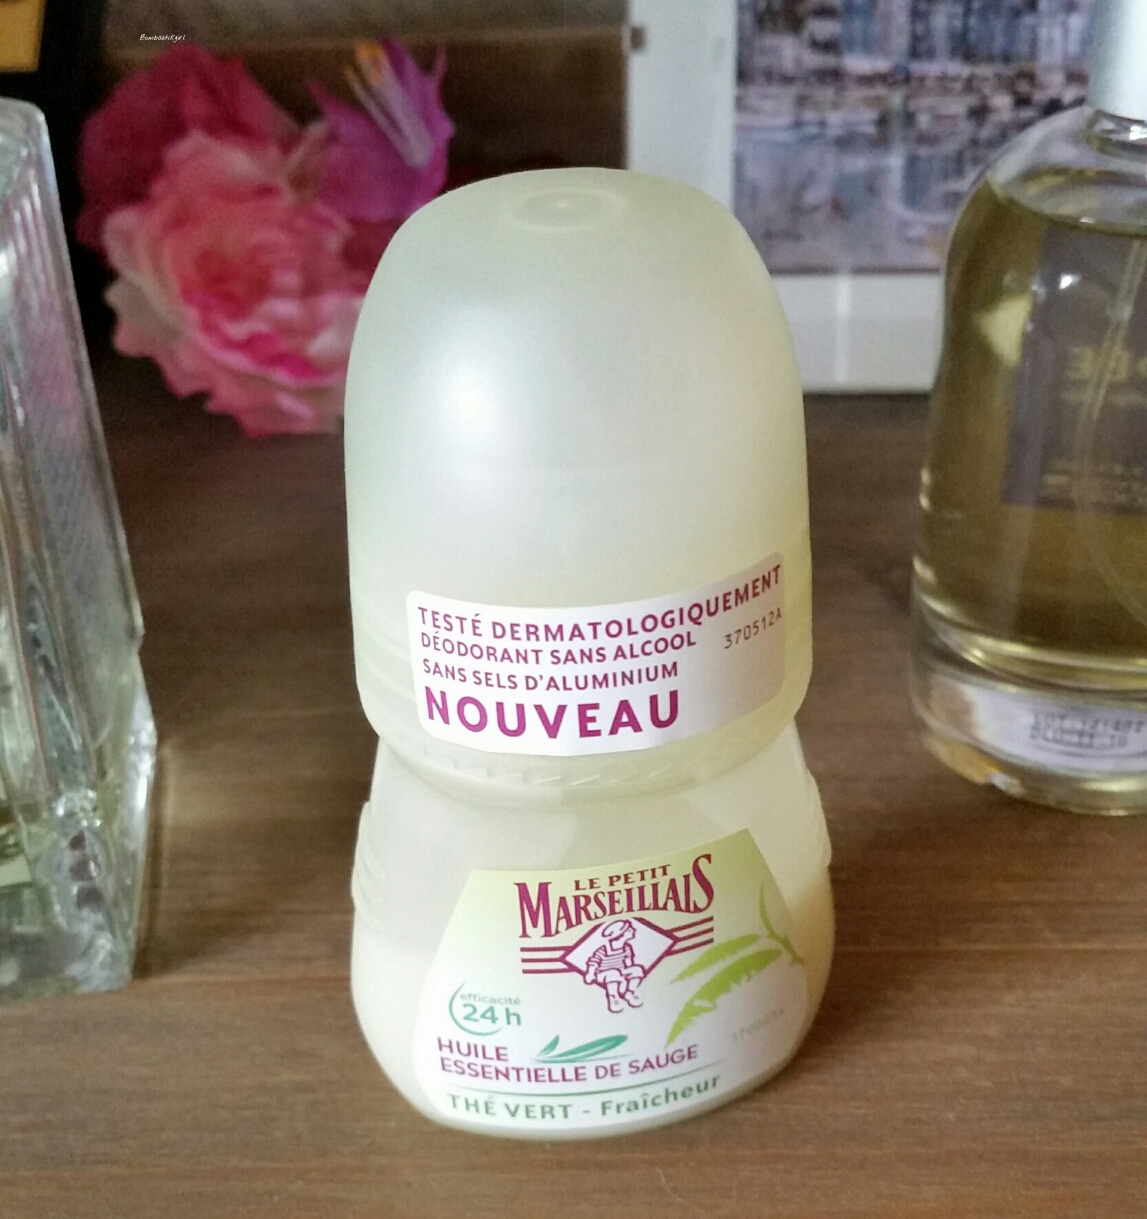 BombastiKgirl
TESTÉ DERMATOLOGIQUEMENT
DÉODORANT SANS ALCOOL
370512A
SANS SELS D'ALUMINIUM
NOUVEAU
LE PETIT
MARSEILLAIS
efficacité
24h
HUILE
ESSENTIELLE DE SAUGE
THÉ VERT - Fraîcheur